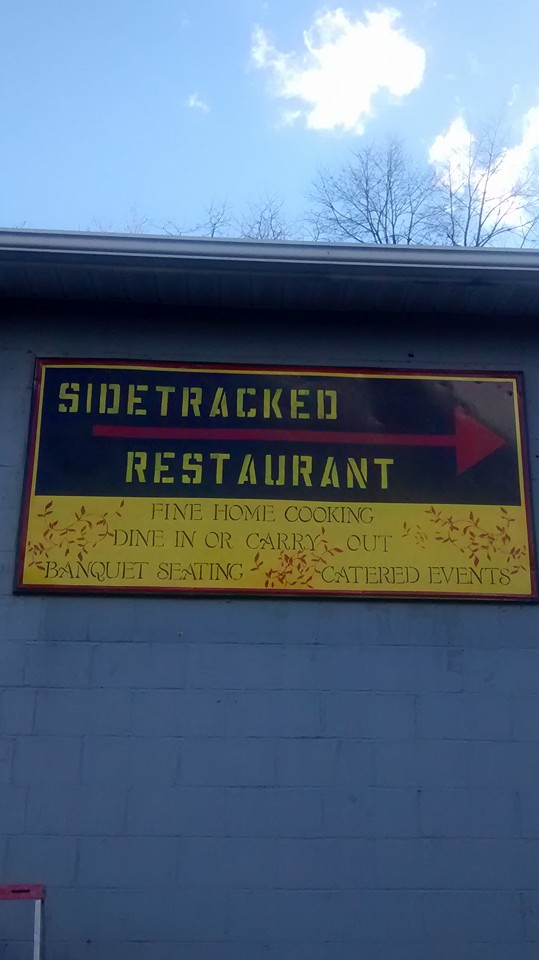 SIDETRACKED
RESTAURANT
FINE HOME COOKING
DINE IN OR CARRY OUT
BANQUET SEATING CATERED EVENTS